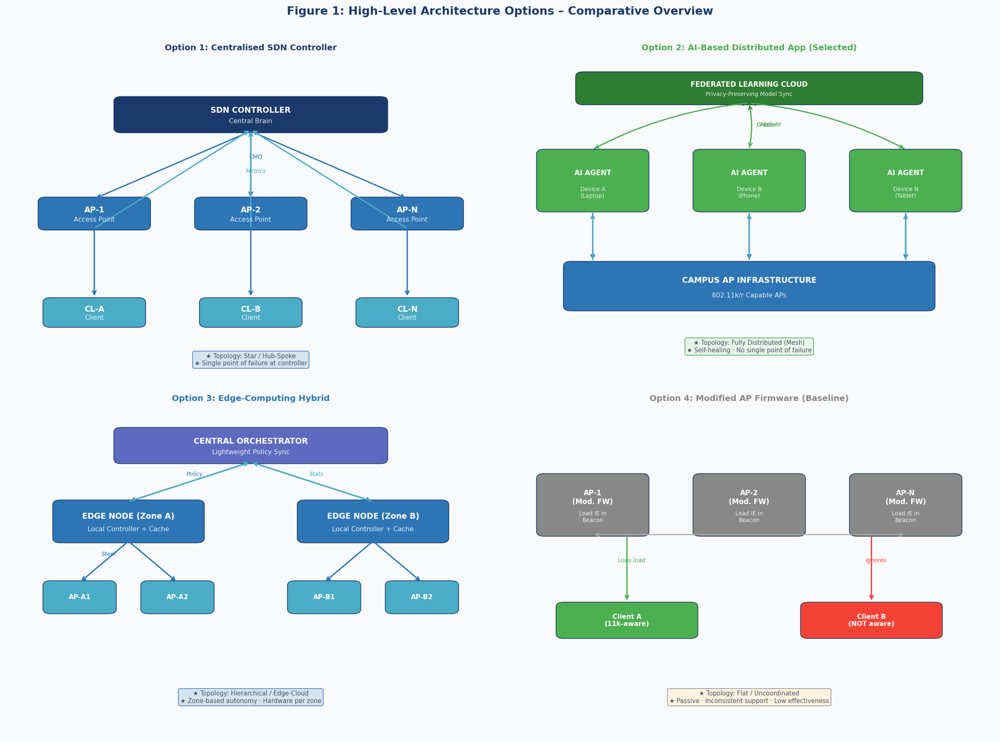 Figure 1: High-Level Architecture Options – Comparative Overview
Option 1: Centralised SDN Controller
SDN CONTROLLER
Central Brain
CMD
Metrics
AP-1
Access Point
AP-2
Access Point
AP-N
Access Point
CL-A
Client
CL-B
Client
CL-N
Client
★ Topology: Star / Hub-Spoke
★ Single point of failure at controller
Option 2: AI-Based Distributed App (Selected)
FEDERATED LEARNING CLOUD
Privacy-Preserving Model Sync
Gradient
Model
AI AGENT
Device A
(Laptop)
AI AGENT
Device B
(Phone)
AI AGENT
Device N
(Tablet)
CAMPUS AP INFRASTRUCTURE
802.11k/r Capable APs
★ Topology: Fully Distributed (Mesh)
★ Self-healing · No single point of failure
Option 3: Edge-Computing Hybrid
CENTRAL ORCHESTRATOR
Lightweight Policy Sync
Policy
Stats
EDGE NODE (Zone A)
Local Controller + Cache
EDGE NODE (Zone B)
Local Controller + Cache
Steer
AP-A1
AP-A2
AP-B1
AP-B2
★ Topology: Hierarchical / Edge-Cloud
★ Zone-based autonomy · Hardware per zone
Option 4: Modified AP Firmware (Baseline)
AP-1
(Mod. FW)
Load IE in
Beacon
AP-2
(Mod. FW)
Load IE in
Beacon
AP-N
(Mod. FW)
Load IE in
Beacon
Uses load
Ignores
Client A
(11k-aware)
Client B
(NOT aware)
★ Topology: Flat / Uncoordinated
★ Passive · Inconsistent support · Low effectiveness